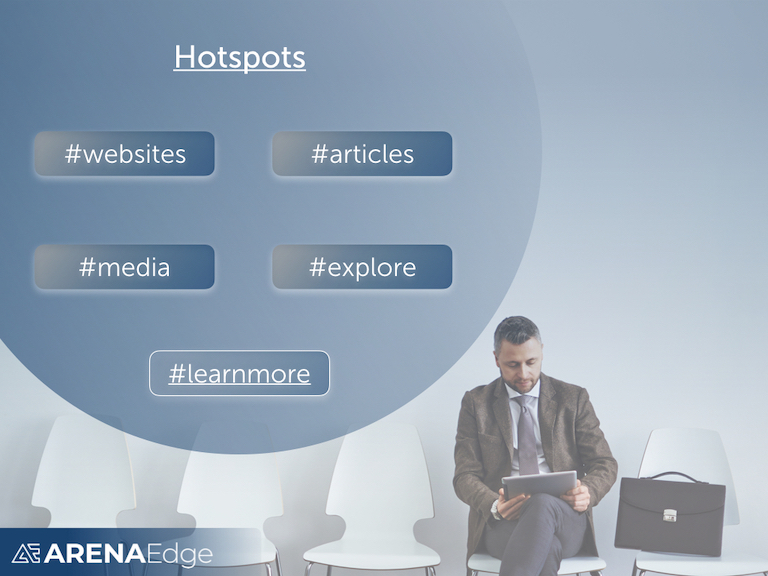 Hotspots
#websites
#articles
#media
#explore
#learnmore
ARENAEdge